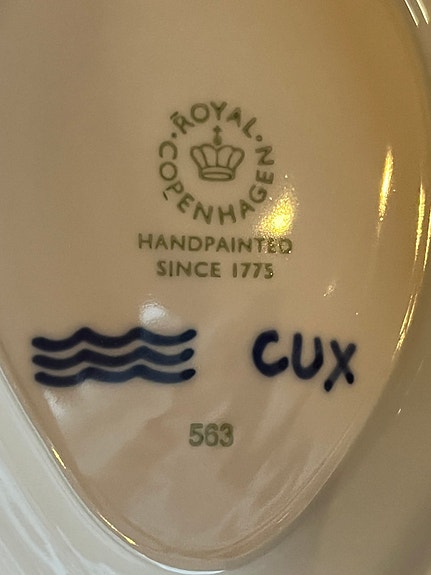 ROYAL
COPENHAGEN
HANDPAINTED
SINCE 1775
CUX
563